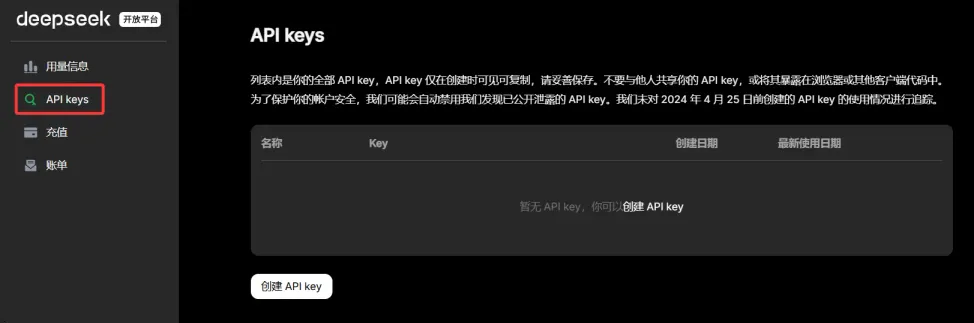 deepseek 开放平台
用量信息
API keys
充值
账单
API keys
列表内是你的全部 API key，API key 仅在创建时可见可复制，请妥善保存。不要与他人共享你的 API key，或将其暴露在浏览器或其他客户端代码中。
为了保护你的帐户安全，我们可能会自动禁用我们发现已公开泄露的 API key。我们未对 2024 年 4 月 25 日前创建的 API key 的使用情况进行追踪。
名称 Key 创建日期 最新使用日期
暂无 API key，你可以创建 API key
创建 API key